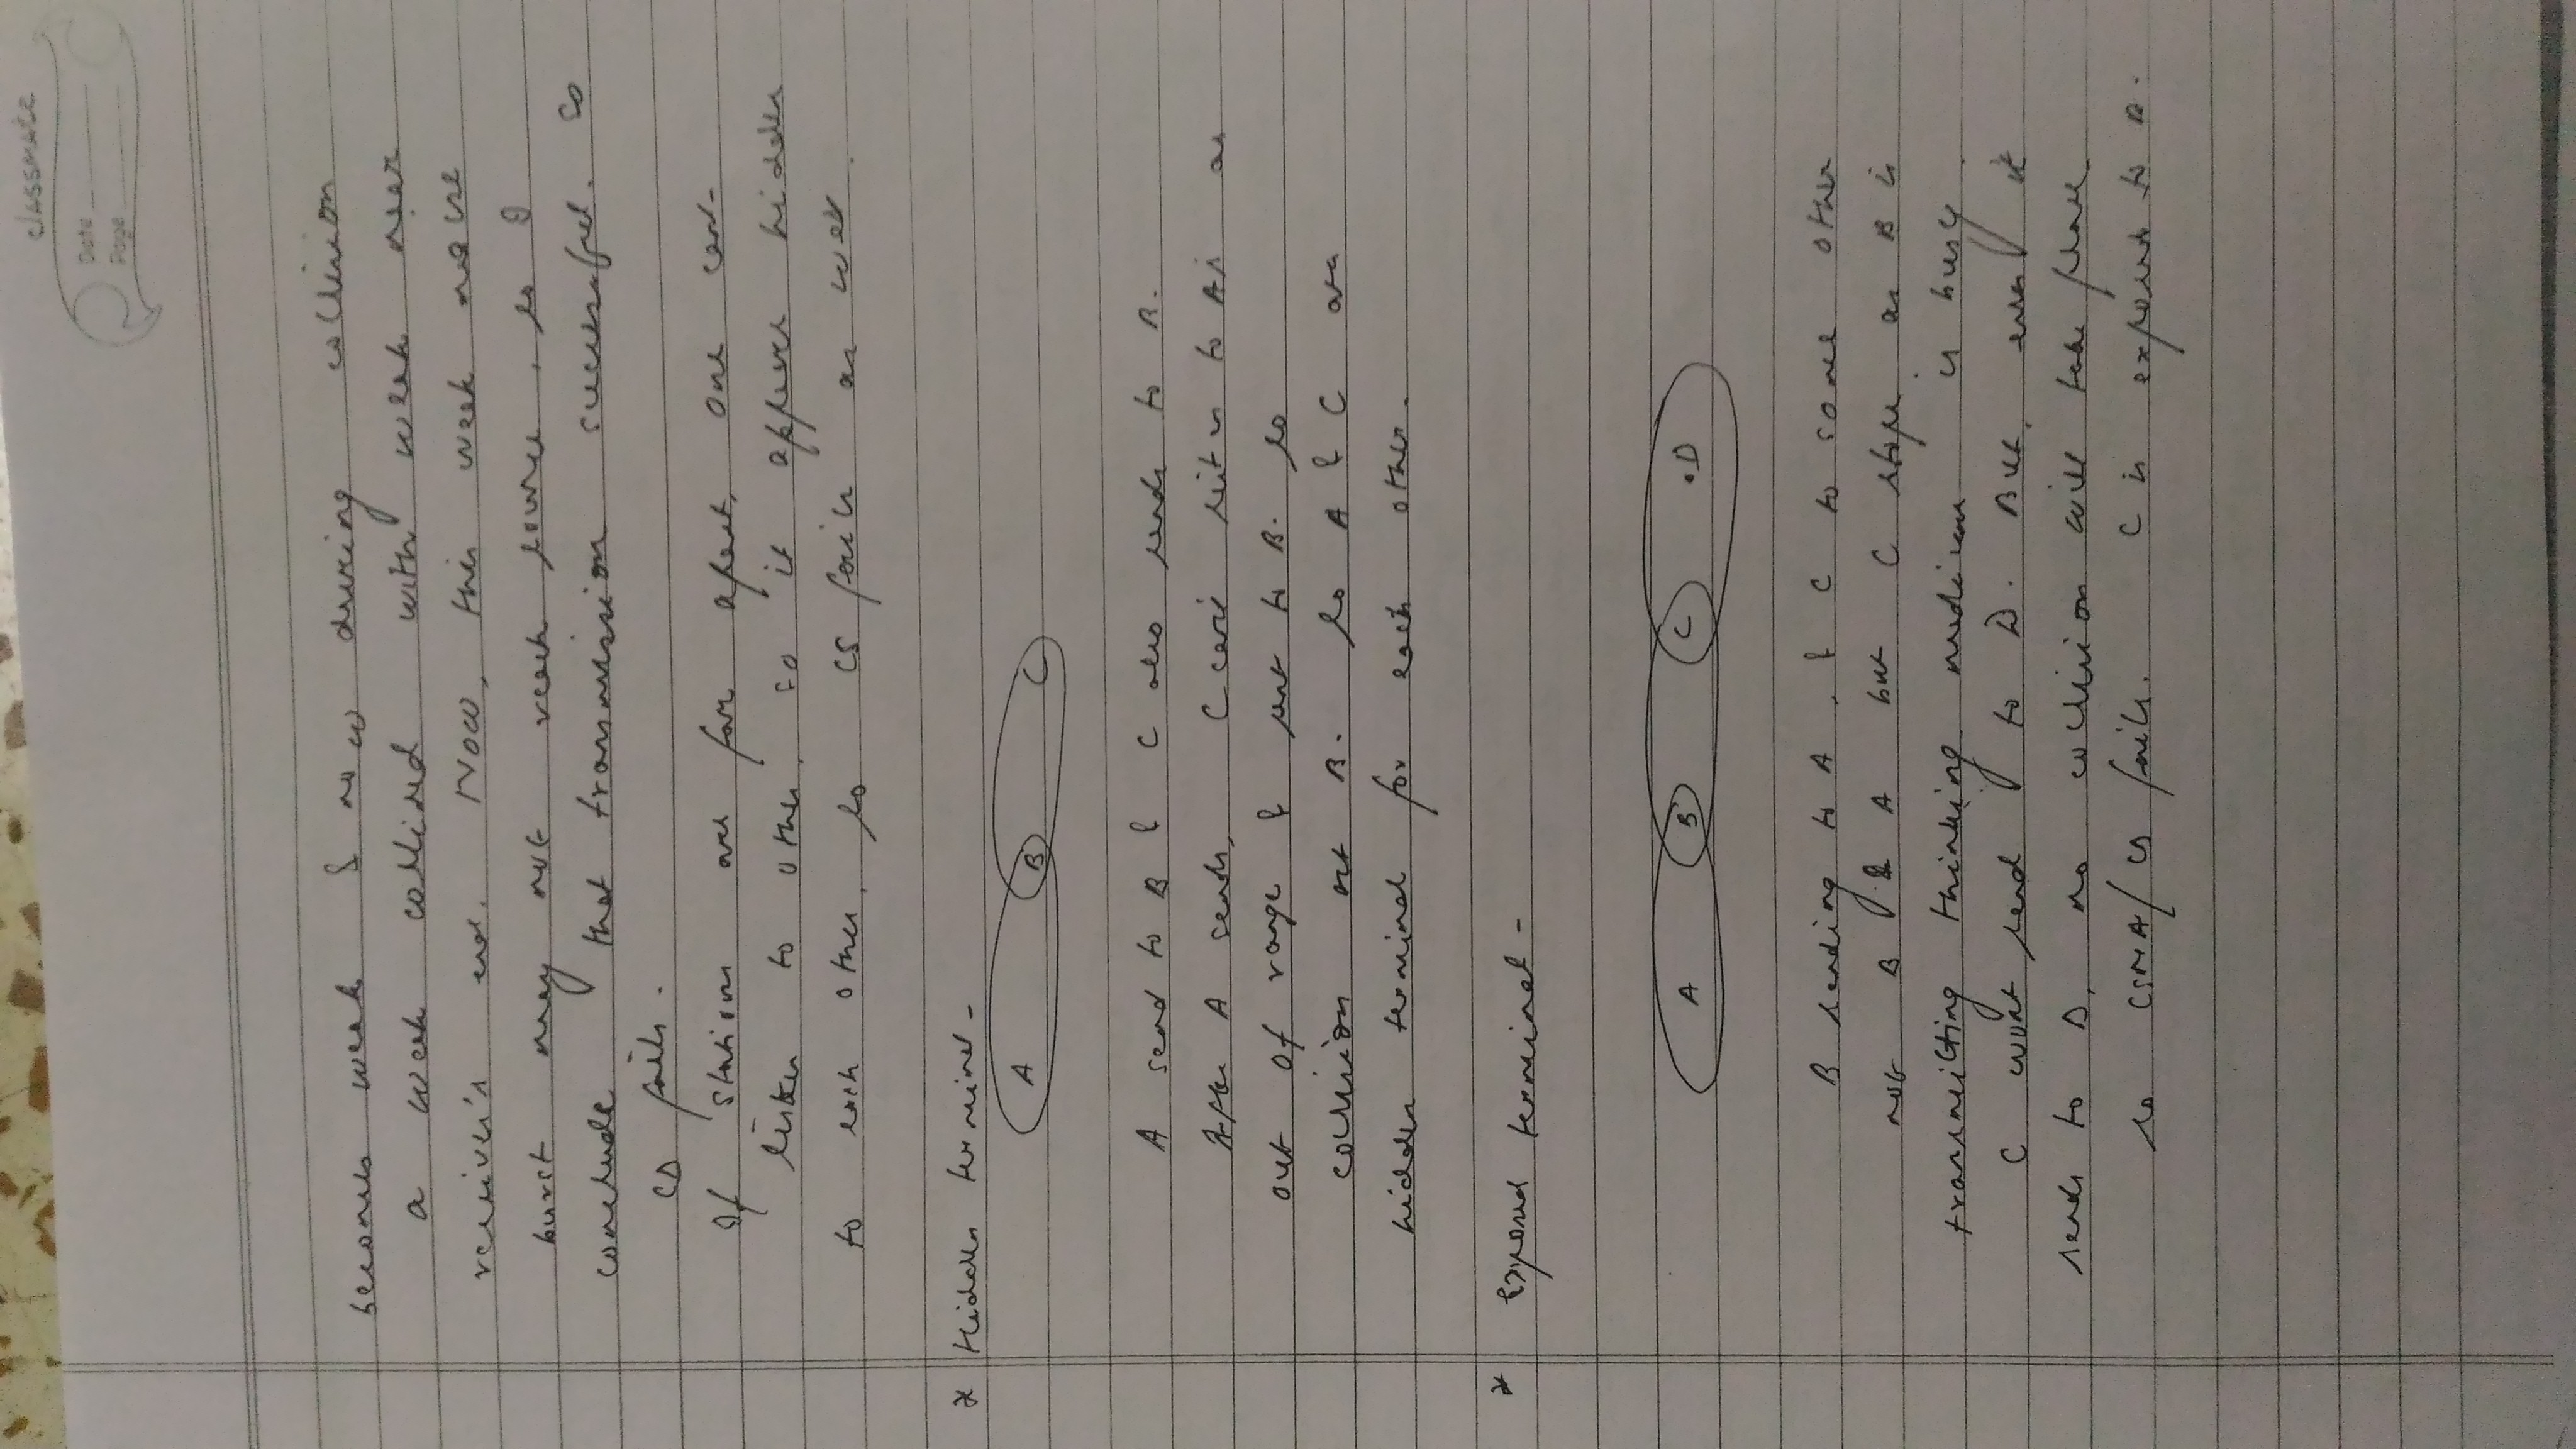 classmate
Date
Page
becomes weak & now during collision
a weak collined with weak near
receiver's end. Now, this weak noise
burst may not reach source, so I
conclude that transmission successful. So
CD fails.
If stations are far apart, one can-
listen to other, so it appears hidden
to each other, so CS fails as well.
* Hidden terminal -
A B C
A send to B & C also sends to B.
After A sends, C can't listen to A's as
out of range & sent to B. So
collision at B. So A & C are
hidden terminal for each other.
* Exposed terminal -
A B C .D
B sending to A, & C to some other
not B & A but C stops as B is
transmitting thinking medium is busy.
C wont send to D. But, even it
sends to D, no collision will take place
so CSMA/CD fails. C is exposed to B.